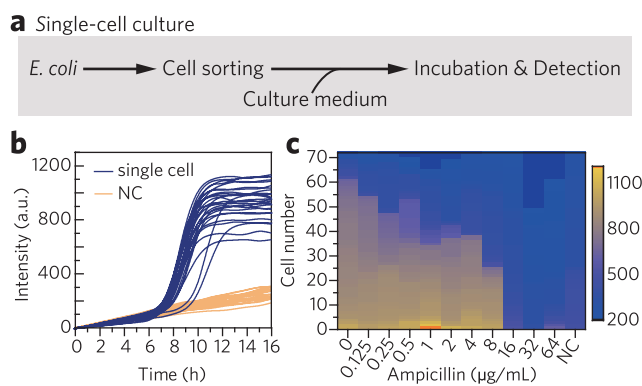 a Single-cell culture
E. coli Cell sorting Incubation & Detection
Culture medium
b
1200
800
400
0
Intensity (a.u.)
single cell
NC
0 2 4 6 8 10 12 14 16
Time (h)
c
70
60
50
40
30
20
10
0
Cell number
0 0.125 0.25 0.5 1 2 4 8 16 32 64 NC
Ampicillin (µg/mL)
1100
800
500
200